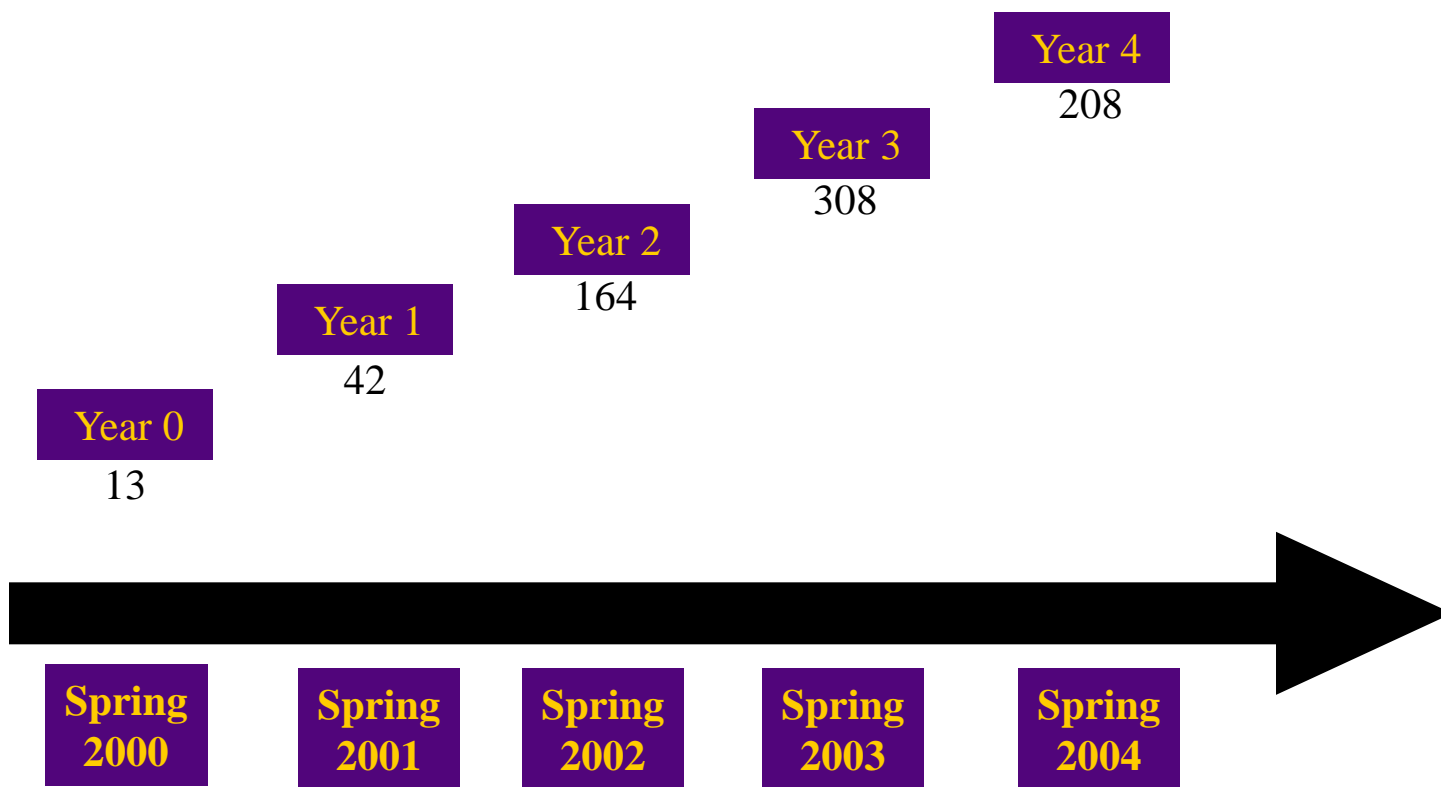 Year 4
208
Year 3
308
Year 2
164
Year 1
42
Year 0
13
Spring
2000
Spring
2001
Spring
2002
Spring
2003
Spring
2004